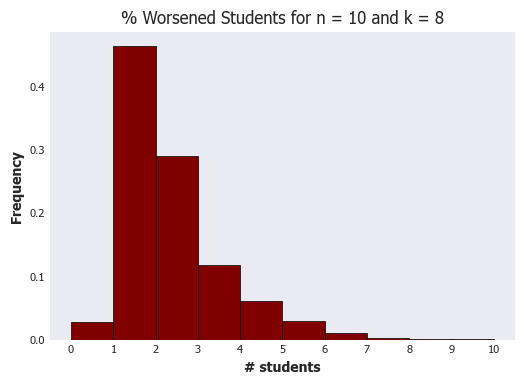 % Worsened Students for n = 10 and k = 8
0.4
0.3
0.2
0.1
0.0
Frequency
0 1 2 3 4 5 6 7 8 9 10
# students